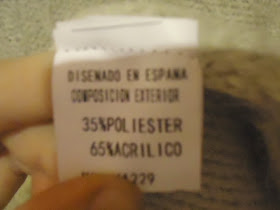 DISENADO EN ESPANA
COMPOSICION EXTERIOR
35%POLIESTER
65%ACRILICO